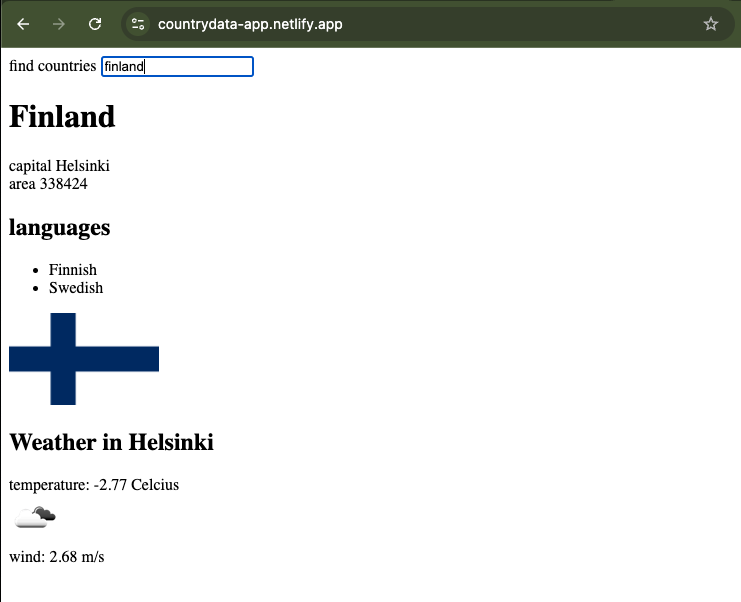 countrydata-app.netlify.app
find countries finland
Finland
capital Helsinki
area 338424
languages
Finnish
Swedish
Weather in Helsinki
temperature: -2.77 Celcius
wind: 2.68 m/s